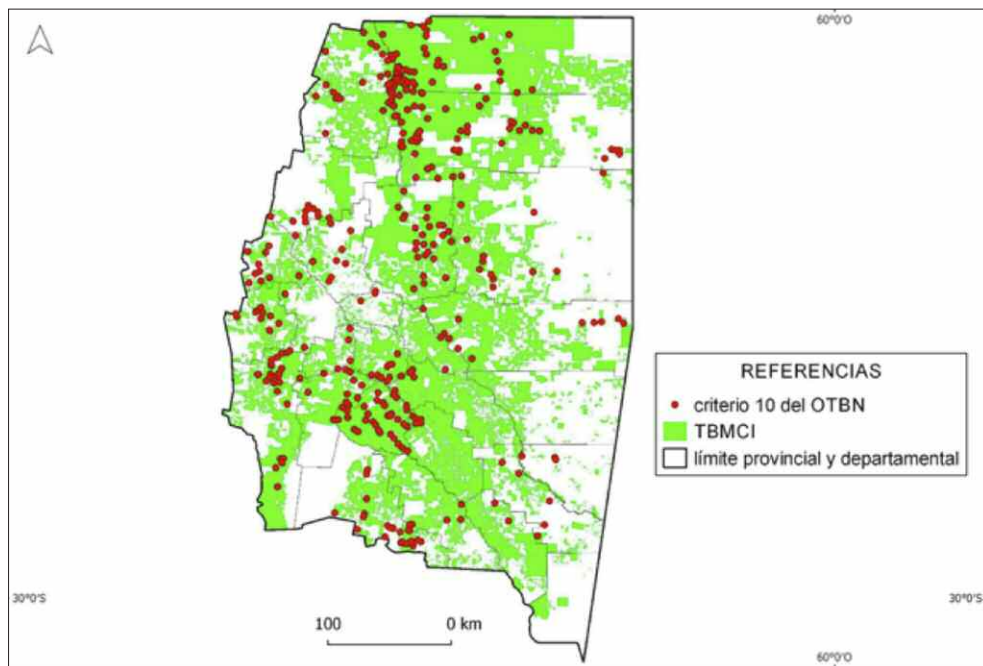 60°0'O
REFERENCIAS
criterio 10 del OTBN
TBMCI
límite provincial y departamental
30°0'S
30°0'S
100 0 km
60°0'O